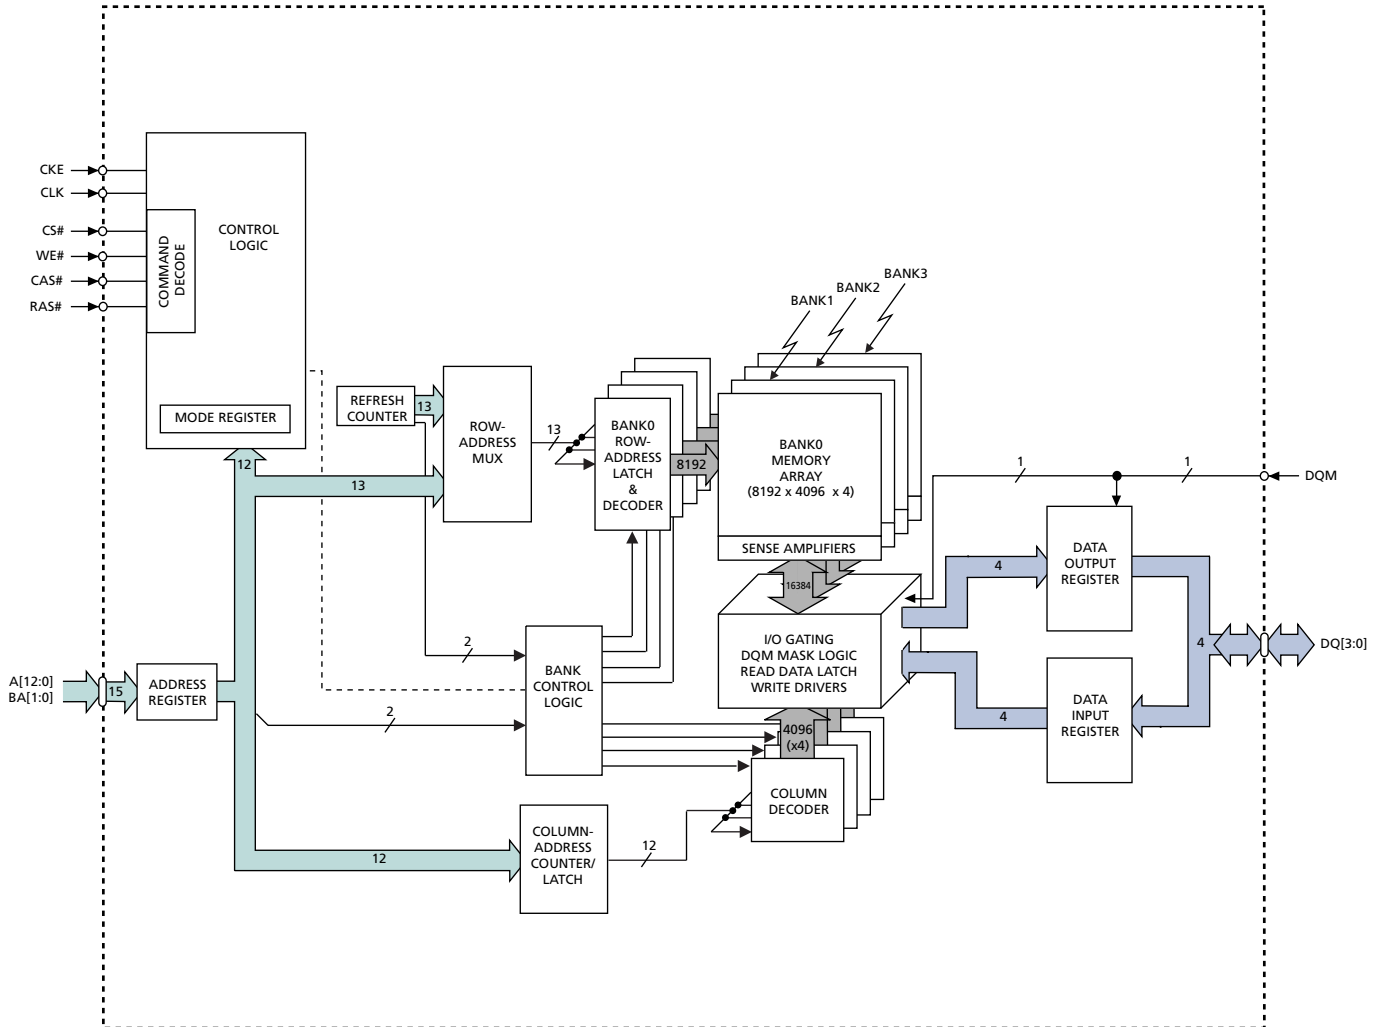 CKE
CLK
CS#
WE#
CAS#
RAS#
COMMAND
DECODE
CONTROL
LOGIC
MODE REGISTER
12
REFRESH
COUNTER
13
13
ROW-
ADDRESS
MUX
13
BANK0
ROW-
ADDRESS
LATCH
&
DECODER
8192
BANK1
BANK2
BANK3
BANK0
MEMORY
ARRAY
(8192 x 4096 x 4)
SENSE AMPLIFIERS
16384
I/O GATING
DQM MASK LOGIC
READ DATA LATCH
WRITE DRIVERS
1
1
DQM
DATA
OUTPUT
REGISTER
4
4
DQ[3:0]
DATA
INPUT
REGISTER
4
A[12:0]
BA[1:0]
15
ADDRESS
REGISTER
2
2
BANK
CONTROL
LOGIC
4096
(x4)
COLUMN
DECODER
12
COLUMN-
ADDRESS
COUNTER/
LATCH
12